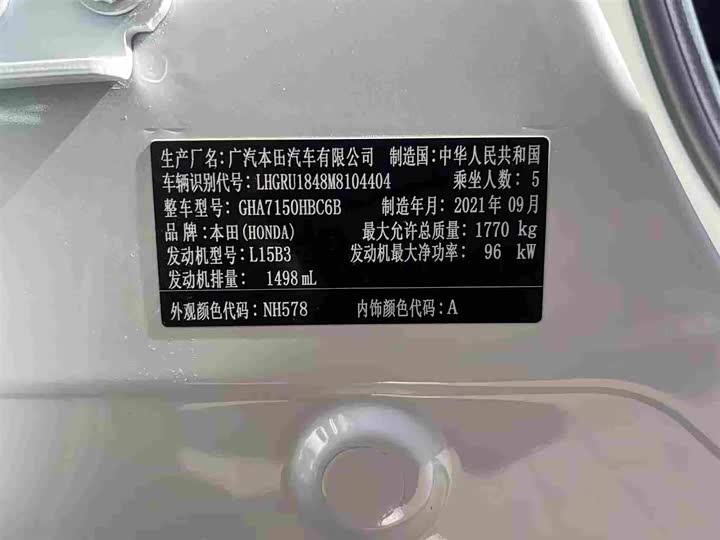 生产厂名:广汽本田汽车有限公司 制造国:中华人民共和国
车辆识别代号:LHGRU1848M8104404 乘坐人数: 5
整车型号:GHA7150HBC6B 制造年月:2021年 09月
品牌:本田(HONDA) 最大允许总质量:1770 kg
发动机型号:L15B3 发动机最大净功率: 96 kW
发动机排量: 1498 mL
外观颜色代码:NH578 内饰颜色代码:A